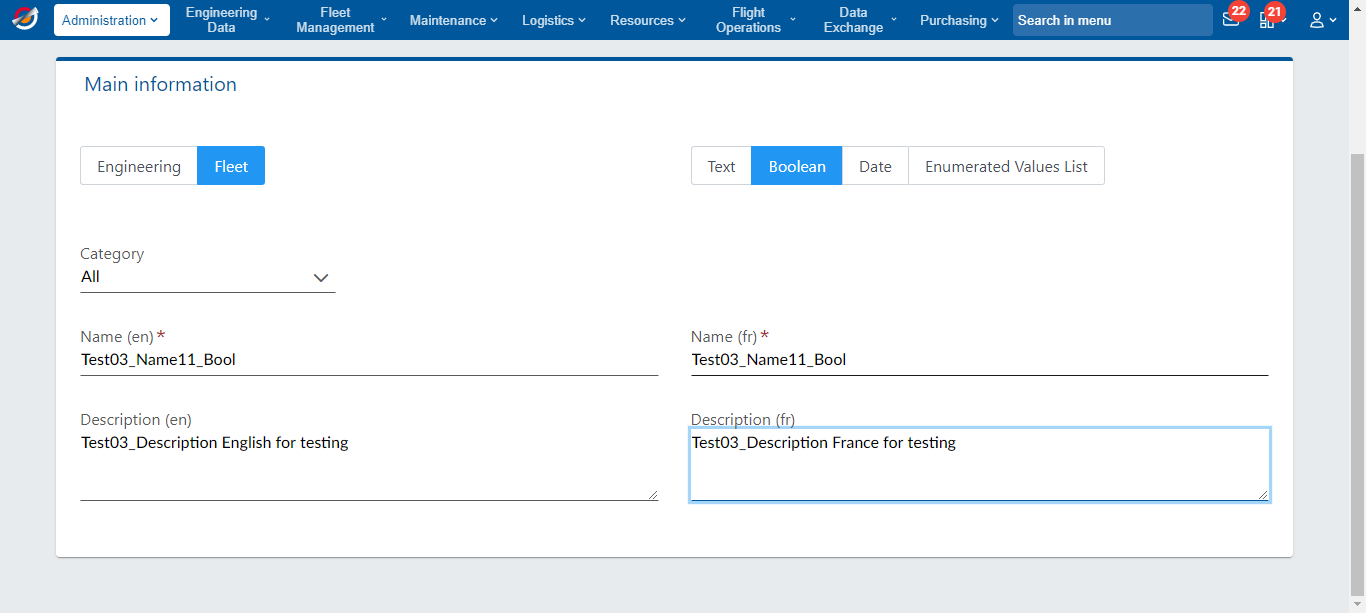 Administration
Engineering Data
Fleet Management
Maintenance
Logistics
Resources
Flight Operations
Data Exchange
Purchasing
Search in menu
22
21
Main information
Engineering Fleet
Text Boolean Date Enumerated Values List
Category
All
Name (en) *
Test03_Name11_Bool
Name (fr) *
Test03_Name11_Bool
Description (en)
Test03_Description English for testing
Description (fr)
Test03_Description France for testing